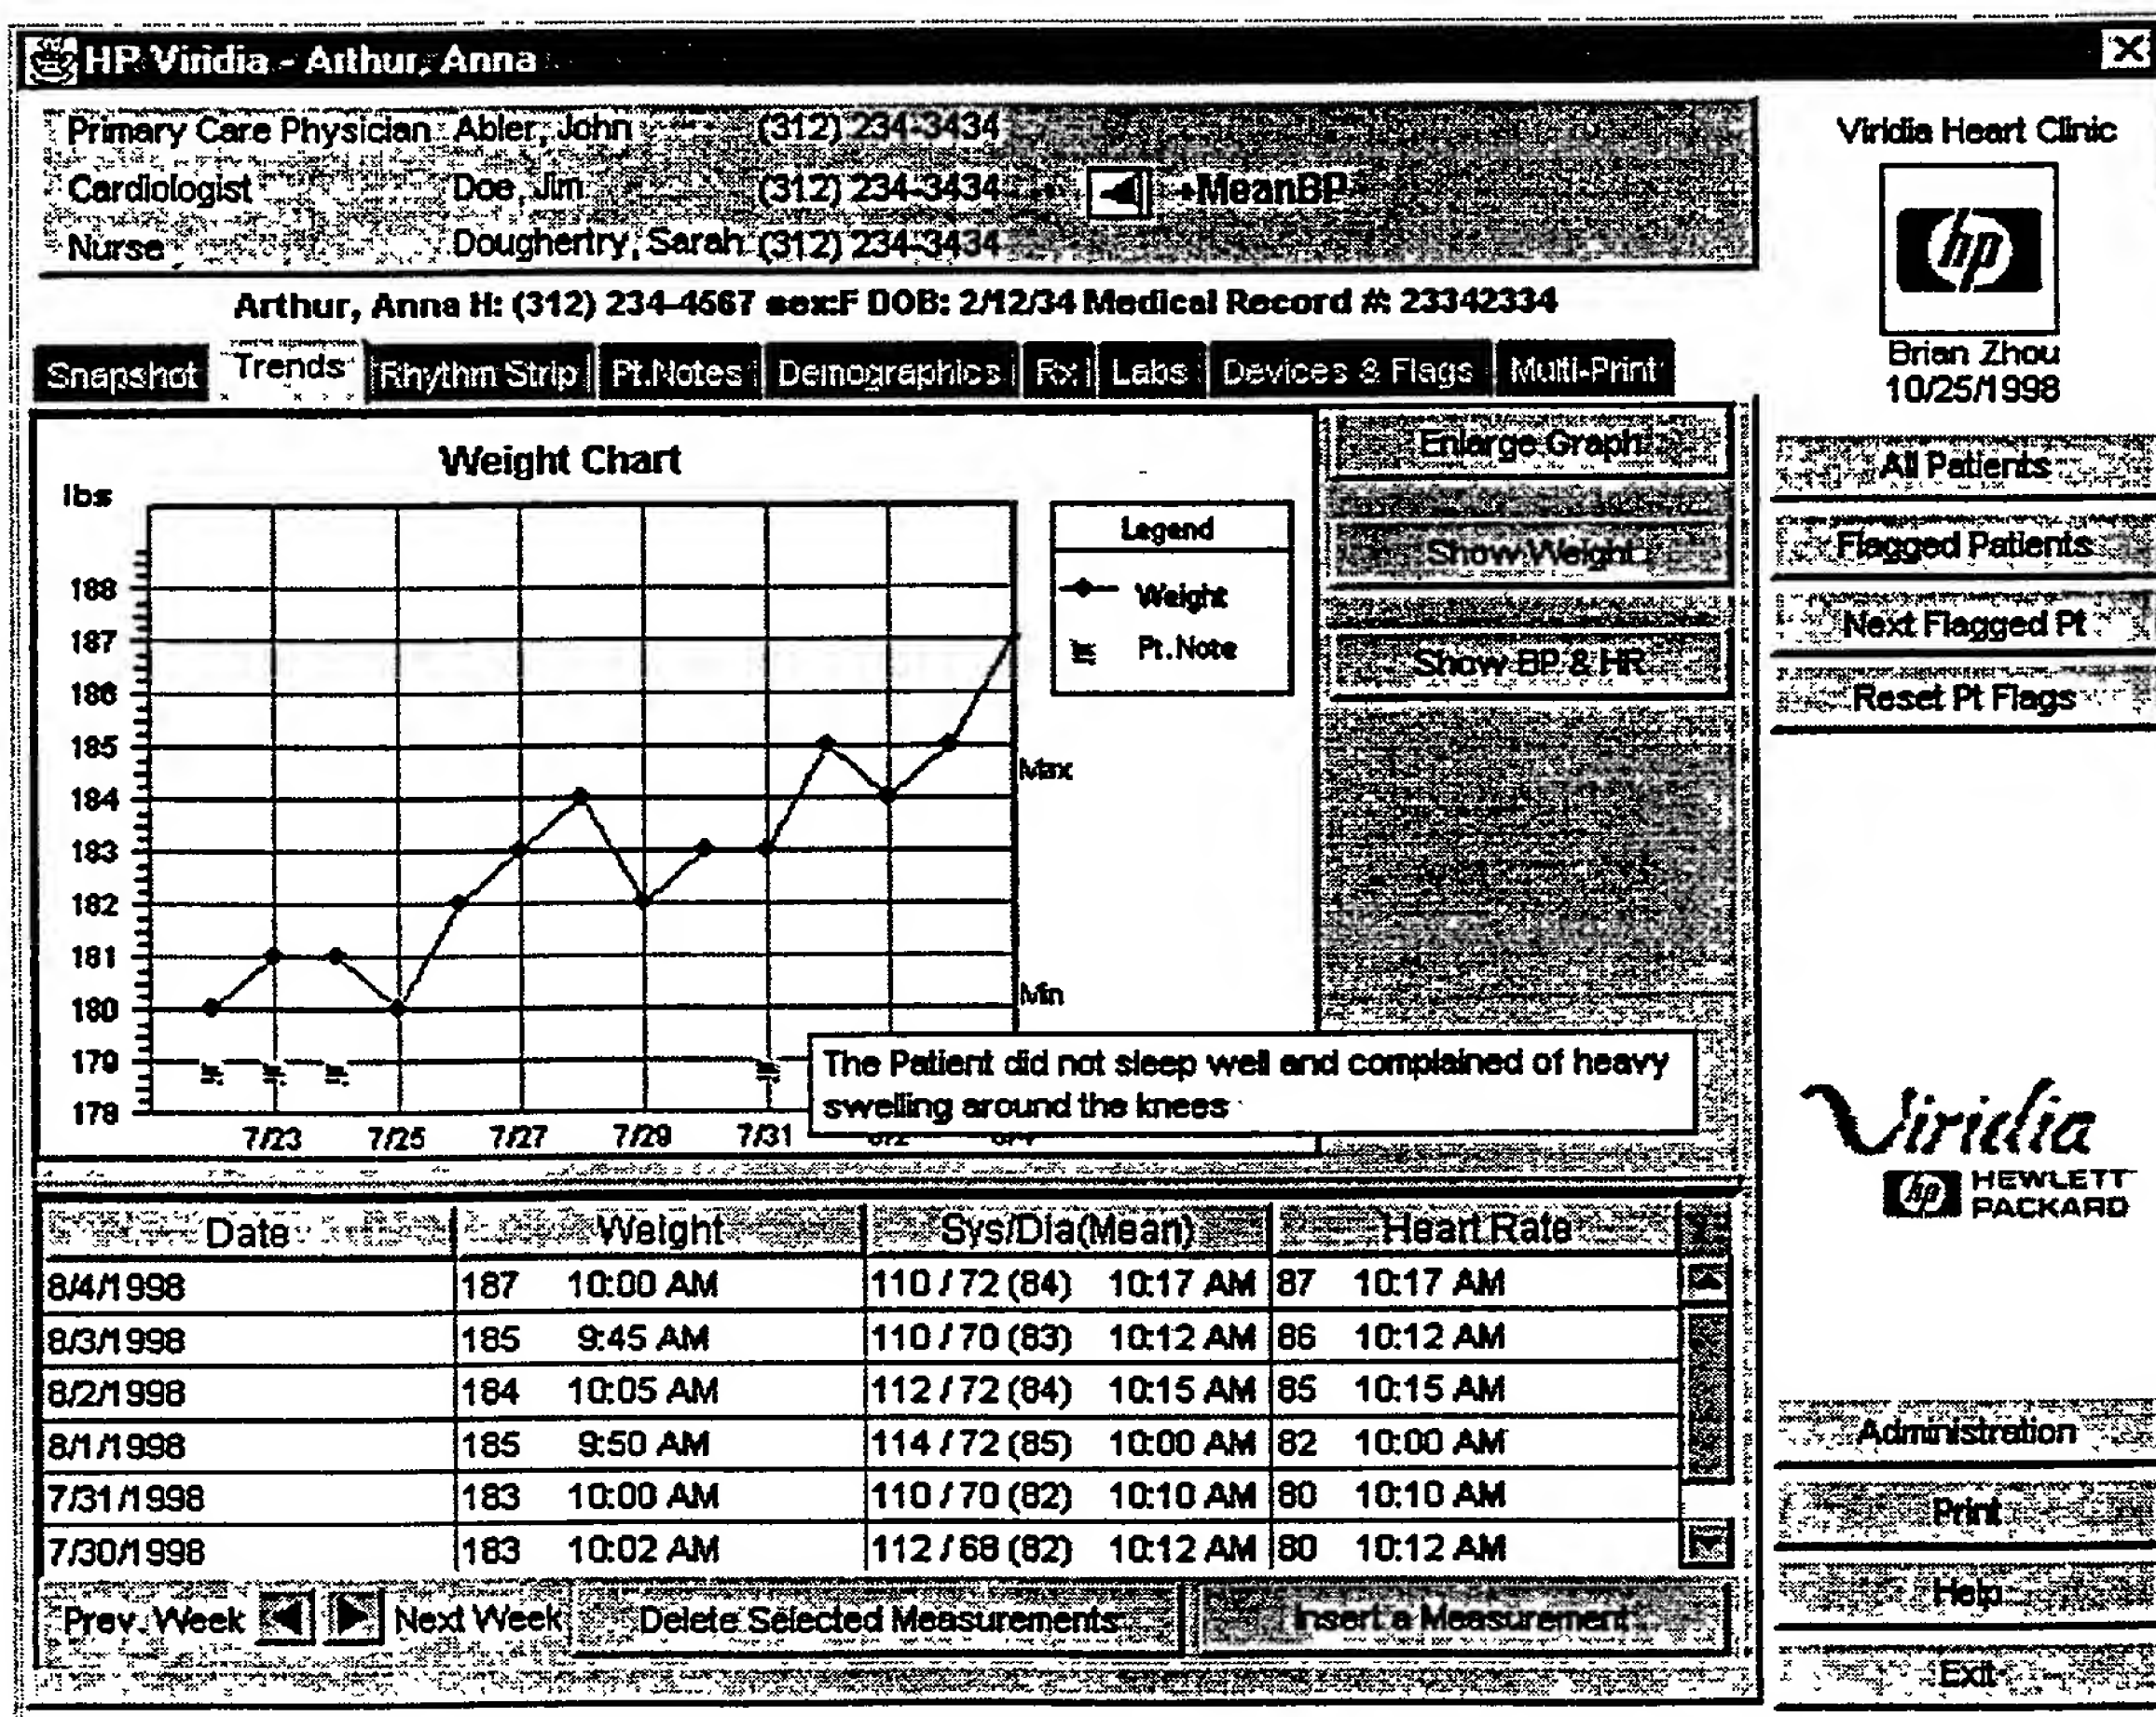 HP Viridia - Arthur, Anna
Primary Care Physician Abler, John (312) 234-3434
Cardiologist Doe, Jim (312) 234-3434 +MeanBP
Nurse Doughertry, Sarah (312) 234-3434
Viridia Heart Clinic
hp
Brian Zhou
10/25/1998
Arthur, Anna H: (312) 234-4567 sex:F DOB: 2/12/34 Medical Record #: 23342334
Snapshot Trends Rhythm Strip Pt.Notes Demographics Rx Labs Devices & Flags Multi-Print
Weight Chart
lbs
188
187
186
185
184
183
182
181
180
179
178
7/23 7/25 7/27 7/29 7/31
Max
Min
Legend
Weight
Pt.Note
The Patient did not sleep well and complained of heavy
swelling around the knees
Enlarge Graph
Show Weight
Show BP & HR
All Patients
Flagged Patients
Next Flagged Pt
Reset Pt Flags
Viridia
hp HEWLETT
PACKARD
Date Weight Sys/Dia(Mean) Heart Rate
8/4/1998 187 10:00 AM 110 / 72 (84) 10:17 AM 87 10:17 AM
8/3/1998 185 9:45 AM 110 / 70 (83) 10:12 AM 86 10:12 AM
8/2/1998 184 10:05 AM 112 / 72 (84) 10:15 AM 85 10:15 AM
8/1/1998 185 9:50 AM 114 / 72 (85) 10:00 AM 82 10:00 AM
7/31/1998 183 10:00 AM 110 / 70 (82) 10:10 AM 80 10:10 AM
7/30/1998 183 10:02 AM 112 / 68 (82) 10:12 AM 80 10:12 AM
Prev. Week Next Week Delete Selected Measurements Insert a Measurement
Administration
Print
Help
Exit